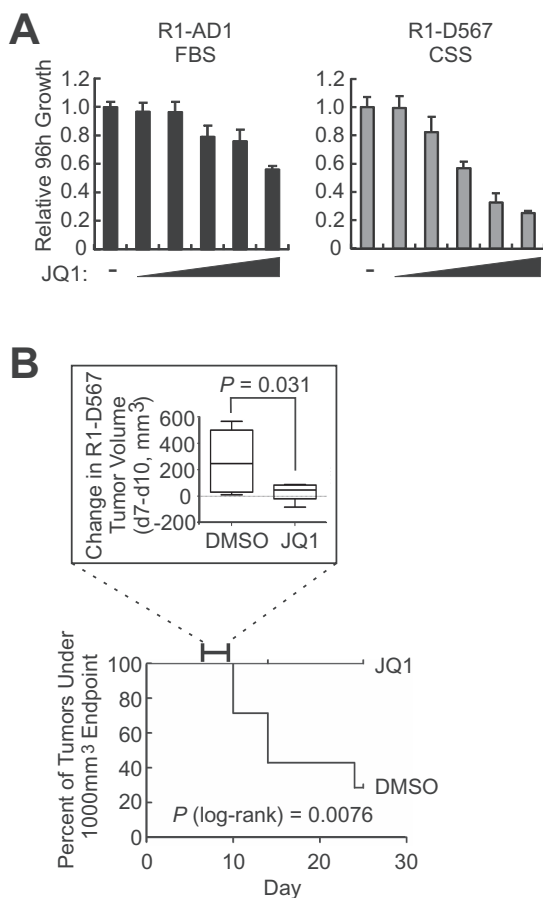 A
R1-AD1
FBS
R1-D567
CSS
Relative 96h Growth
1.2
1.0
0.8
0.6
0.4
0.2
0
1.2
1.0
0.8
0.6
0.4
0.2
0
JQ1:
-
-
B
Change in R1-D567
Tumor Volume
(d7-d10, mm³)
P = 0.031
600
400
200
0
-200
DMSO
JQ1
Percent of Tumors Under
1000mm³ Endpoint
100
80
60
40
20
0
JQ1
DMSO
P (log-rank) = 0.0076
0
10
20
30
Day